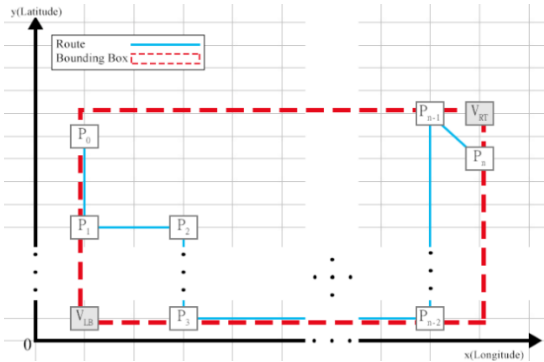 y(Latitude)
Route
Bounding Box
Pn-1
VRT
P0
Pn
P1
P2
VLB
P3
Pn-2
0
x(Longitude)